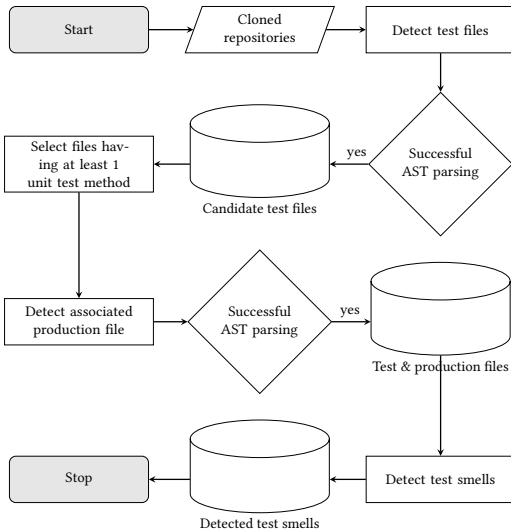 Start
Cloned
repositories
Detect test files
Successful
AST parsing
yes
Candidate test files
Select files hav-
ing at least 1
unit test method
Detect associated
production file
Successful
AST parsing
yes
Test & production files
Detect test smells
Detected test smells
Stop